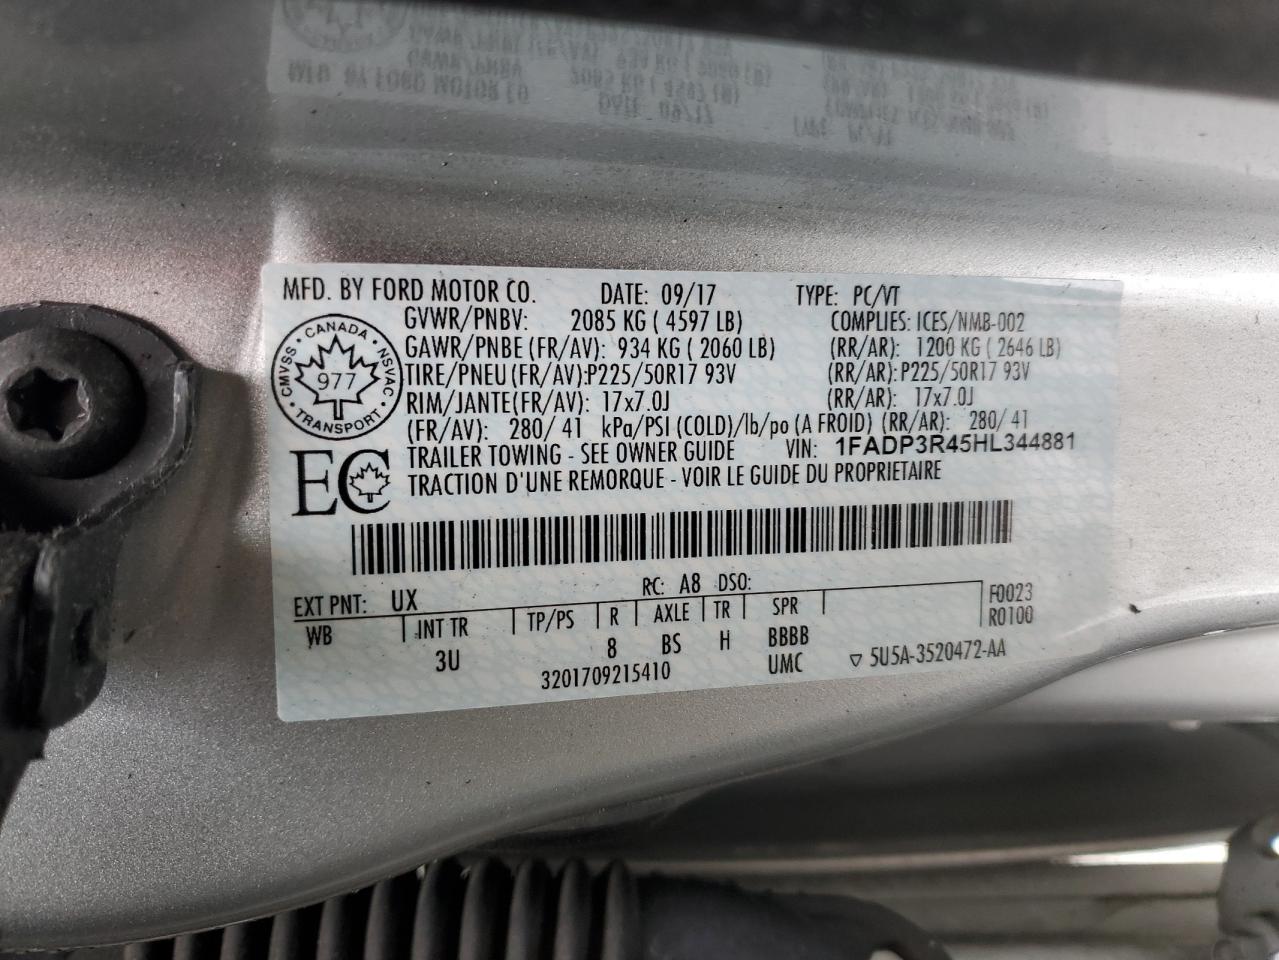 MFD. BY FORD MOTOR CO. DATE: 09/17 TYPE: PC/VT
GVWR/PNBV: 2085 KG ( 4597 LB) COMPLIES: ICES/NMB-002
GAWR/PNBE (FR/AV): 934 KG ( 2060 LB) (RR/AR): 1200 KG ( 2646 LB)
TIRE/PNEU (FR/AV):P225/50R17 93V (RR/AR): P225/50R17 93V
RIM/JANTE(FR/AV): 17x7.0J (RR/AR): 17x7.0J
(FR/AV): 280/ 41 kPa/PSI (COLD)/lb/po (A FROID) (RR/AR): 280/ 41
TRAILER TOWING - SEE OWNER GUIDE VIN: 1FADP3R45HL344881
TRACTION D'UNE REMORQUE - VOIR LE GUIDE DU PROPRIETAIRE
CANADA
CMVSS 977 NSVAC
TRANSPORT
EC
EXT PNT: UX RC: A8 DSO: F0023
WB INT TR TP/PS R AXLE TR SPR R0100
3U 8 BS H BBBB
3201709215410 UMC ▽ 5U5A-3520472-AA